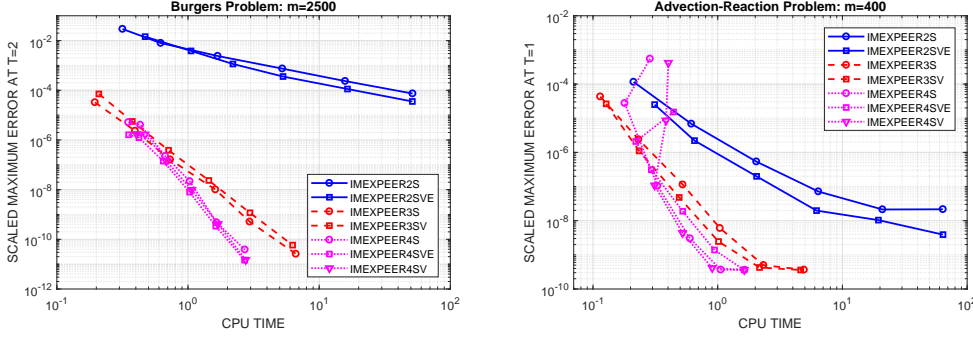 Burgers Problem: m=2500
SCALED MAXIMUM ERROR AT T=2
10^-2
10^-4
10^-6
10^-8
10^-10
10^-12
IMEXPEER2S
IMEXPEER2SVE
IMEXPEER3S
IMEXPEER3SV
IMEXPEER4S
IMEXPEER4SVE
IMEXPEER4SV
10^-1
10^0
10^1
10^2
CPU TIME
Advection-Reaction Problem: m=400
SCALED MAXIMUM ERROR AT T=1
10^-2
10^-4
10^-6
10^-8
10^-10
IMEXPEER2S
IMEXPEER2SVE
IMEXPEER3S
IMEXPEER3SV
IMEXPEER4S
IMEXPEER4SVE
IMEXPEER4SV
10^-1
10^0
10^1
10^2
CPU TIME